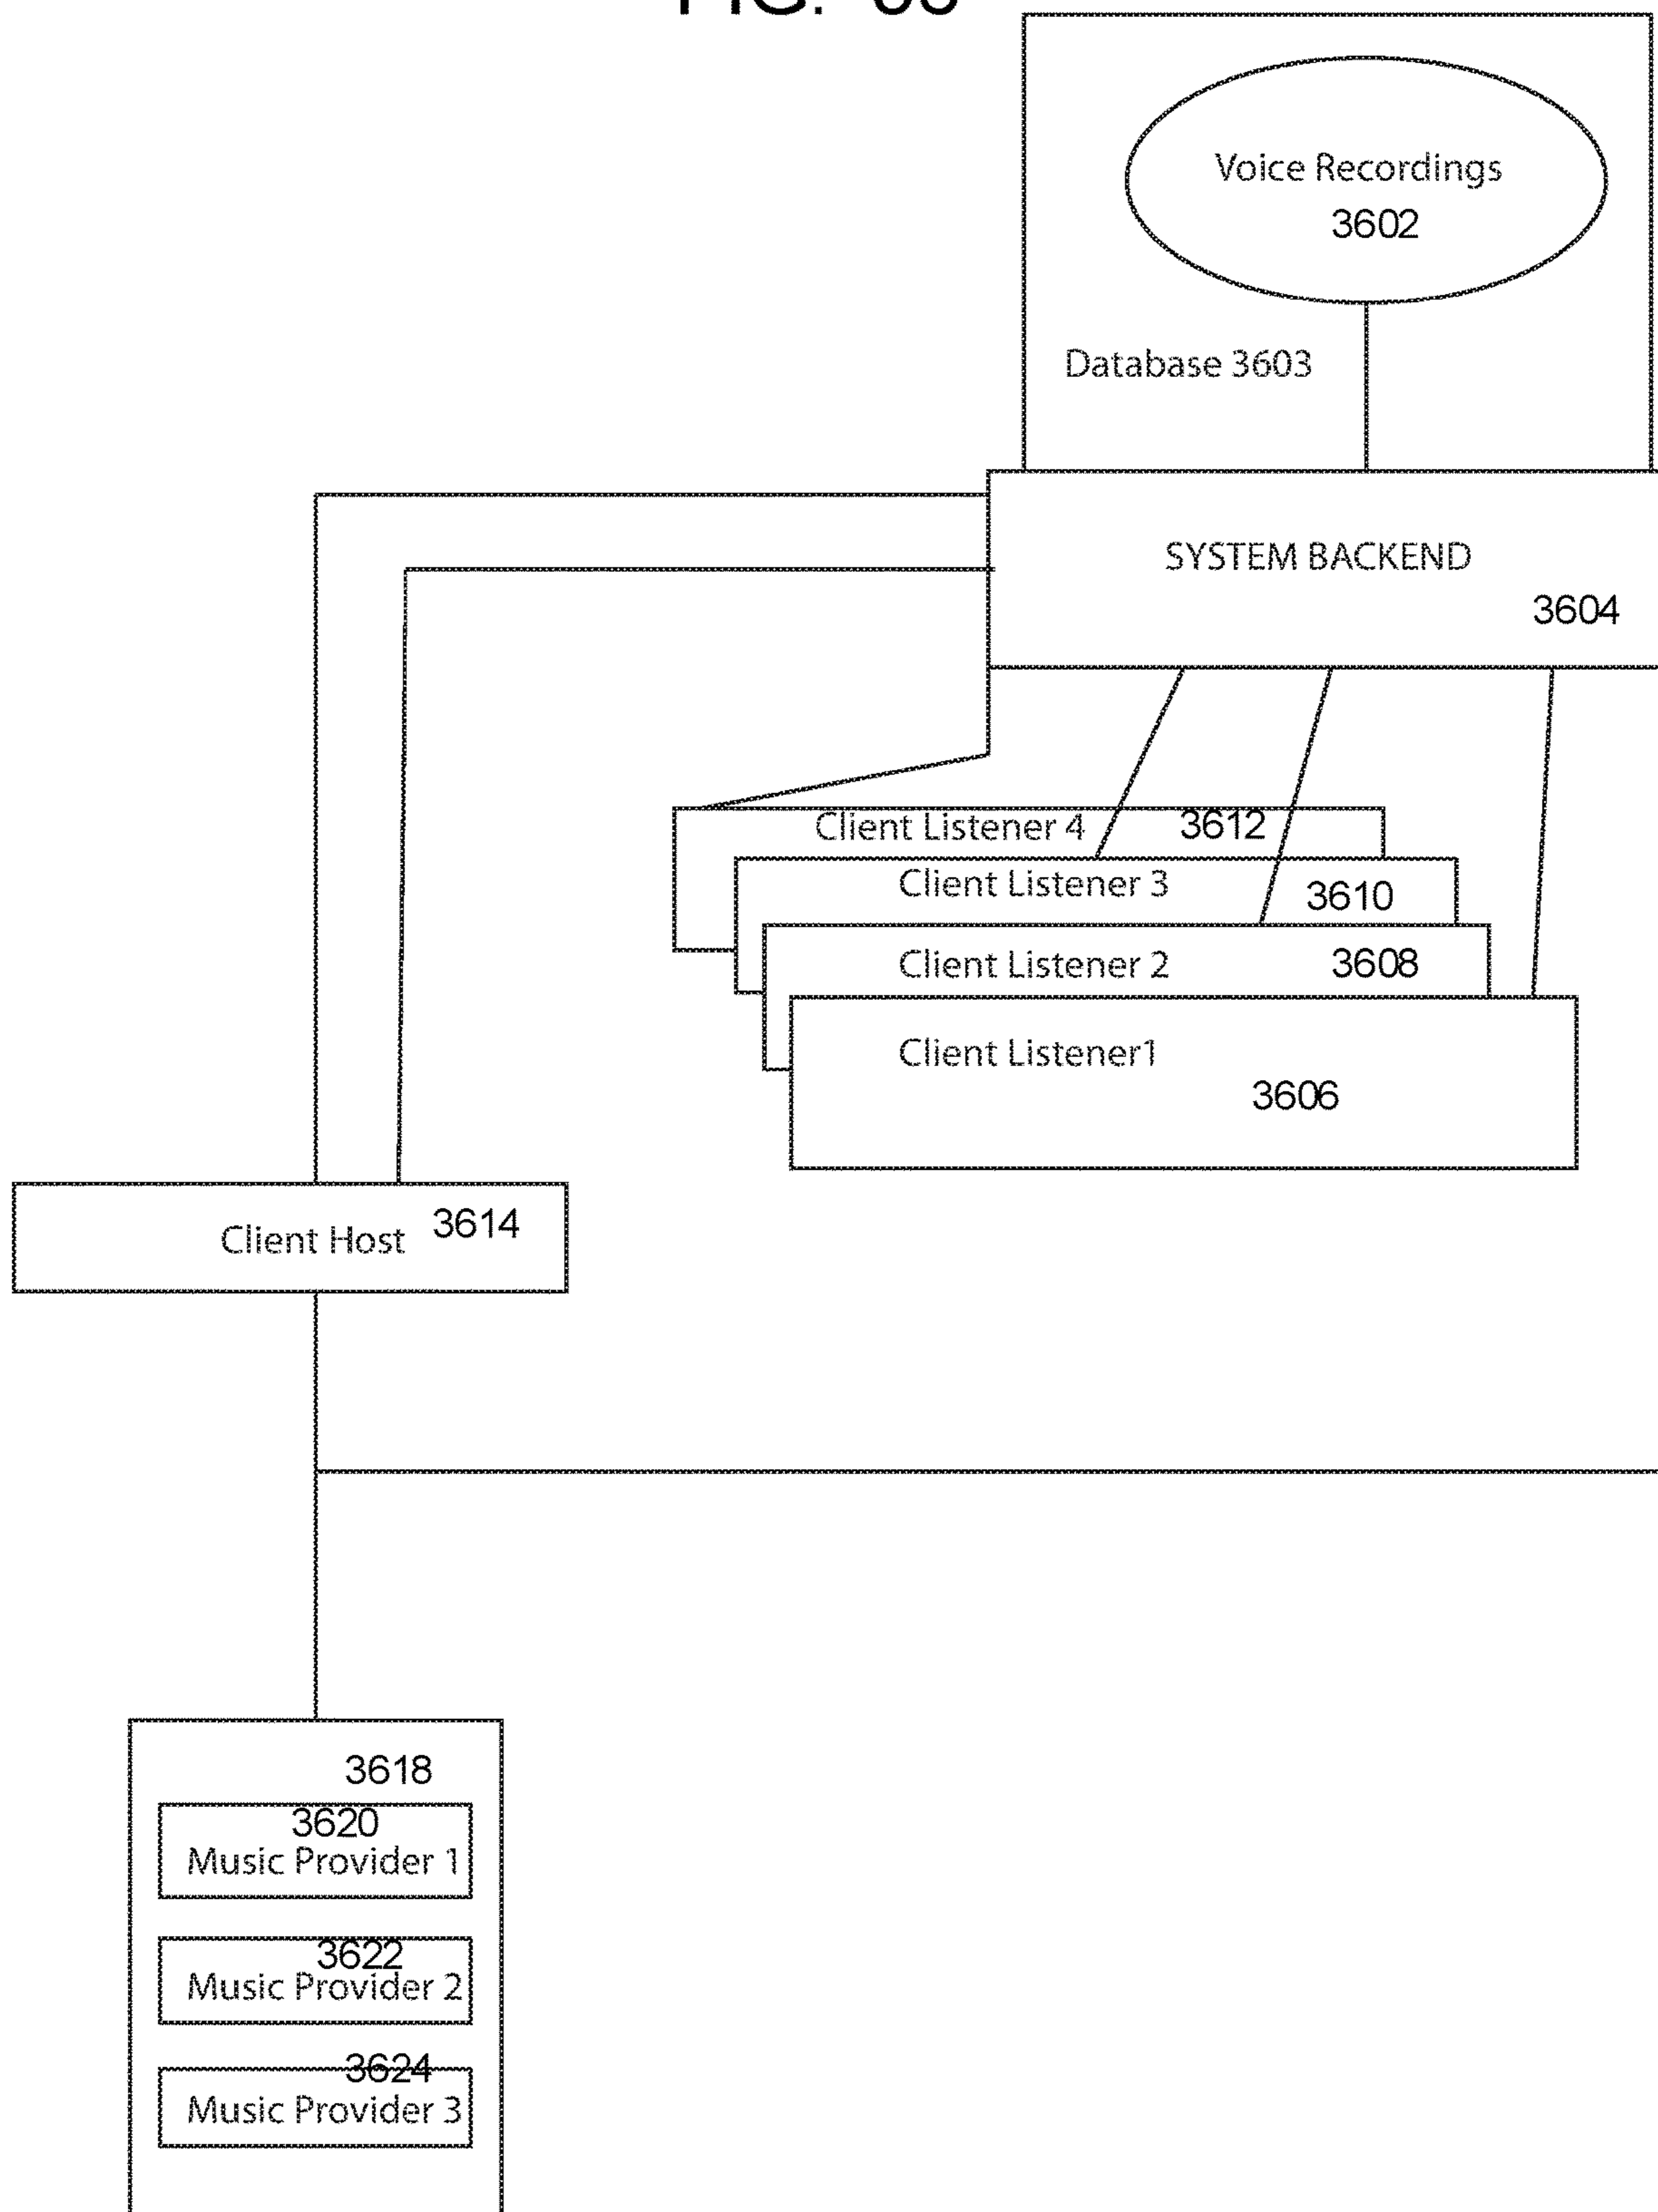 Voice Recordings
3602
Database 3603
SYSTEM BACKEND
3604
Client Listener 4 3612
Client Listener 3 3610
Client Listener 2 3608
Client Listener1
3606
Client Host 3614
3618
3620
Music Provider 1
3622
Music Provider 2
3624
Music Provider 3